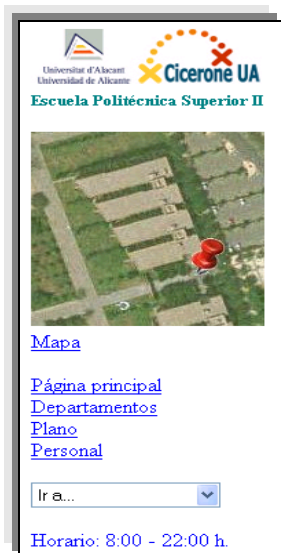 Universitat d'Alacant
Universidad de Alicante
Cicerone UA
Escuela Politécnica Superior II
Mapa
Página principal
Departamentos
Plano
Personal
Ir a...
Horario: 8:00 - 22:00 h.